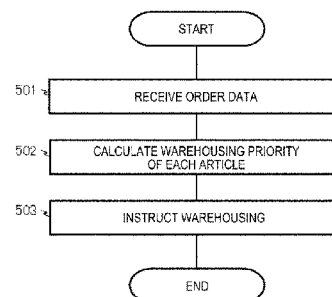 START
501
RECEIVE ORDER DATA
502
CALCULATE WAREHOUSING PRIORITY
OF EACH ARTICLE
503
INSTRUCT WAREHOUSING
END